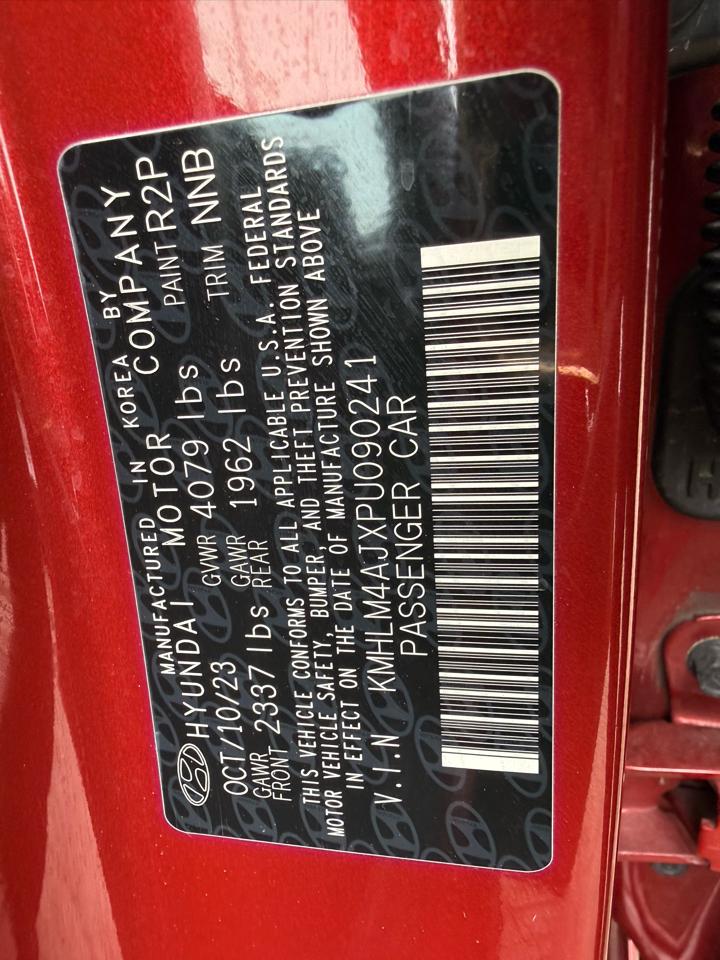 MANUFACTURED IN KOREA BY
HYUNDAI MOTOR COMPANY
OCT/10/23 GVWR 4079 lbs PAINT R2P
GAWR FRONT 2337 lbs GAWR REAR 1962 lbs TRIM NNB
THIS VEHICLE CONFORMS TO ALL APPLICABLE U.S.A. FEDERAL
MOTOR VEHICLE SAFETY, BUMPER, AND THEFT PREVENTION STANDARDS
IN EFFECT ON THE DATE OF MANUFACTURE SHOWN ABOVE
V.I.N KMHLM4AJXPU090241
PASSENGER CAR